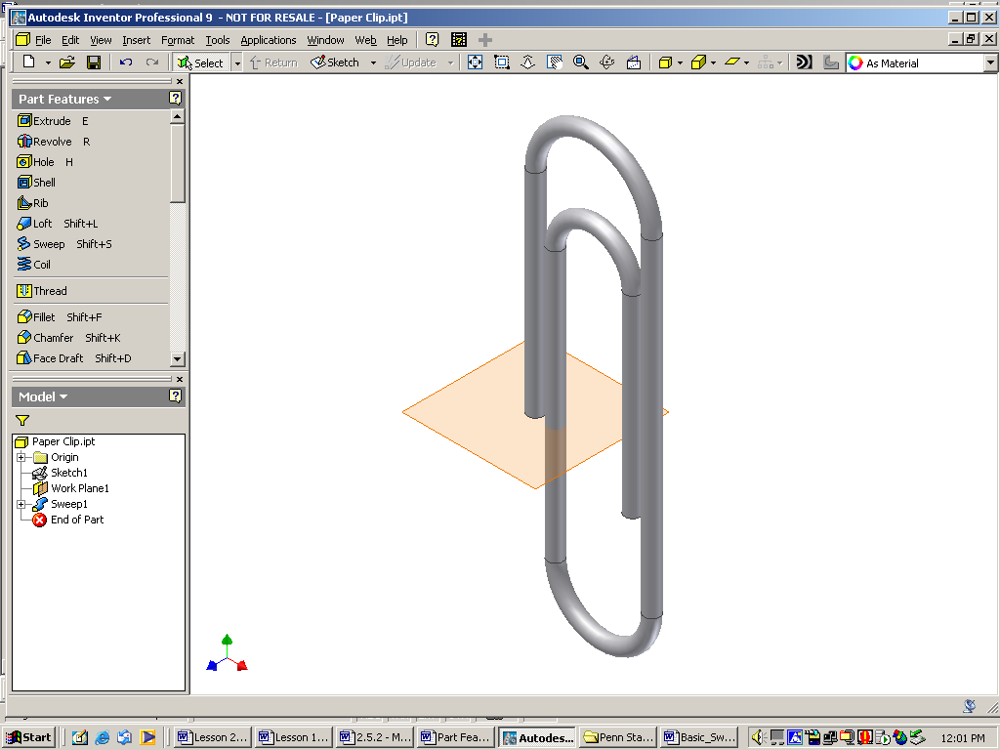 Autodesk Inventor Professional 9 - NOT FOR RESALE - [Paper Clip.ipt]
File Edit View Insert Format Tools Applications Window Web Help
Select Return Sketch Update As Material
Part Features
Extrude E
Revolve R
Hole H
Shell
Rib
Loft Shift+L
Sweep Shift+S
Coil
Thread
Fillet Shift+F
Chamfer Shift+K
Face Draft Shift+D
Model
Paper Clip.ipt
Origin
Sketch1
Work Plane1
Sweep1
End of Part
Start Lesson 2... Lesson 1... 2.5.2 - M... Part Fea... Autodes... Penn Sta... Basic_Sw... 12:01 PM